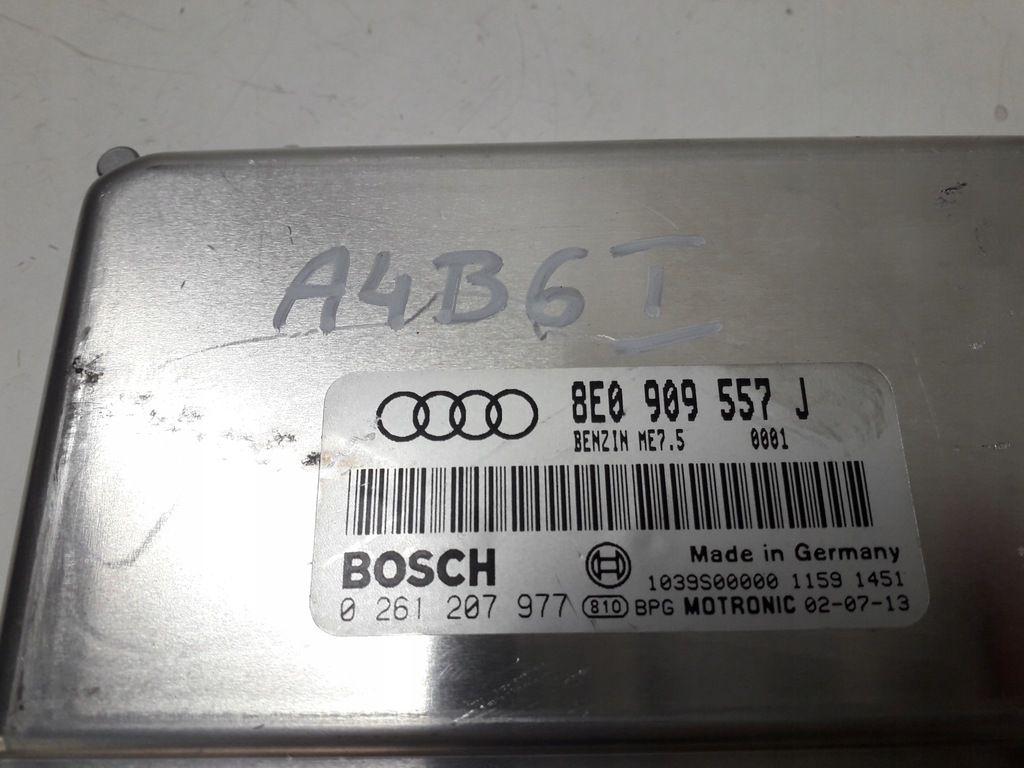 A4B6 I
8E0 909 557 J
BENZIN ME7.5 0001
BOSCH Made in Germany
1039S00000 1159 1451
0 261 207 977 810 BPG MOTRONIC 02-07-13